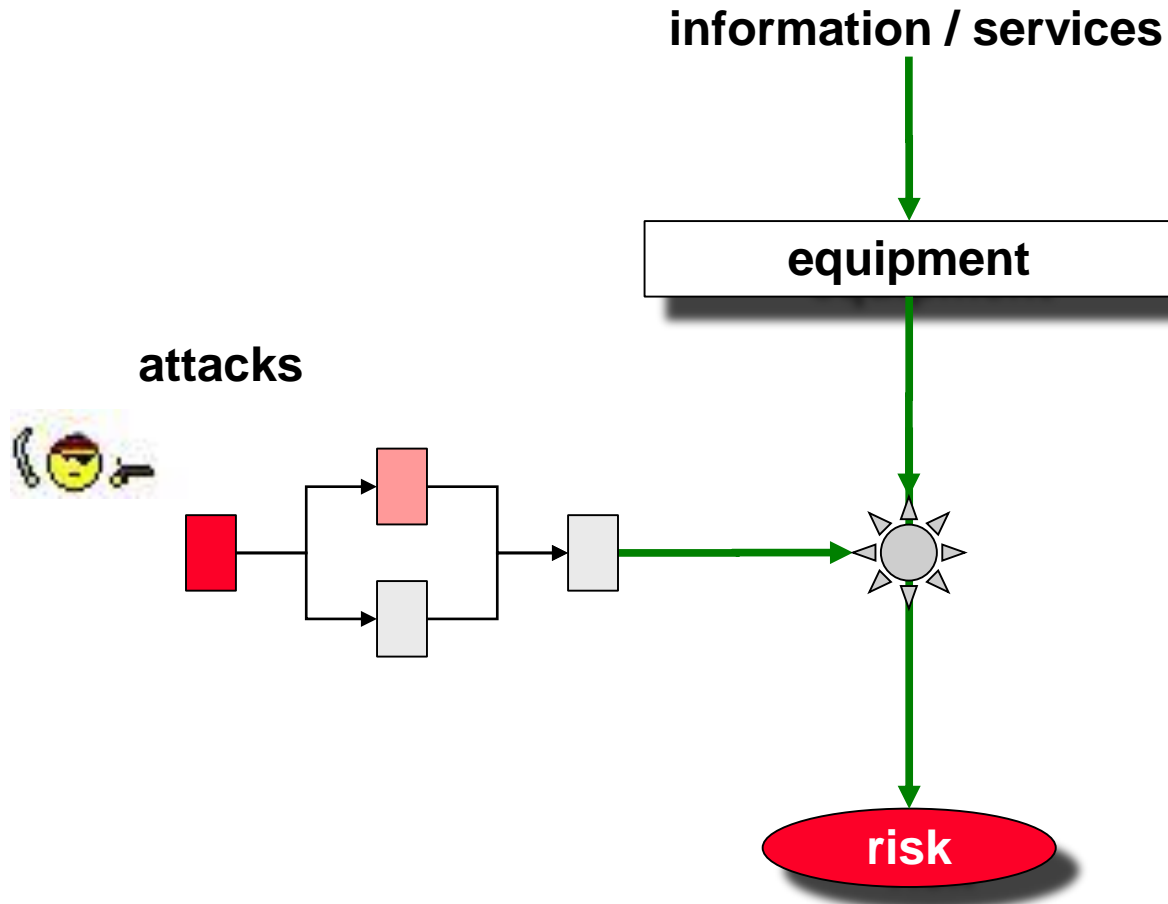 information / services
equipment
attacks
risk